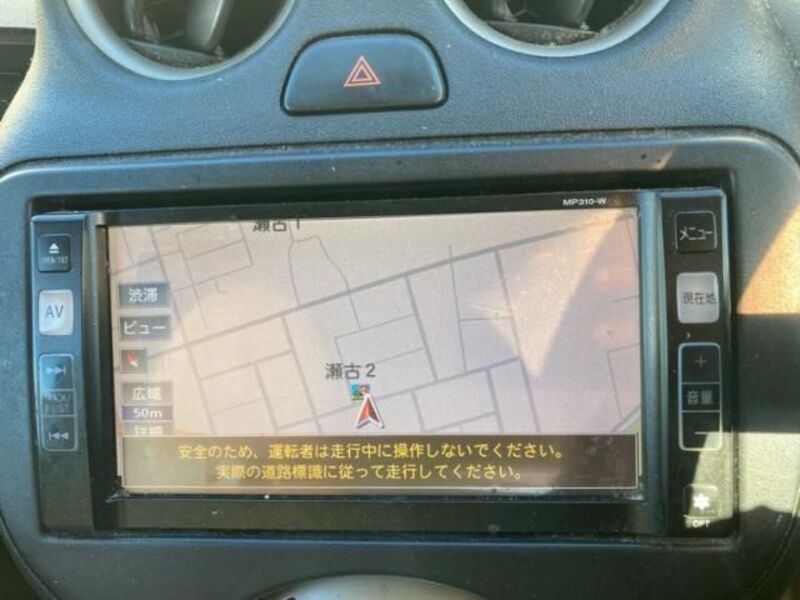 MP310-W
瀬古1
メニュー
AV
渋滞
現在地
ビュー
瀬古2
広域
50m
詳細
音量
安全のため、運転者は走行中に操作しないでください。
実際の道路標識に従って走行してください。
OPT